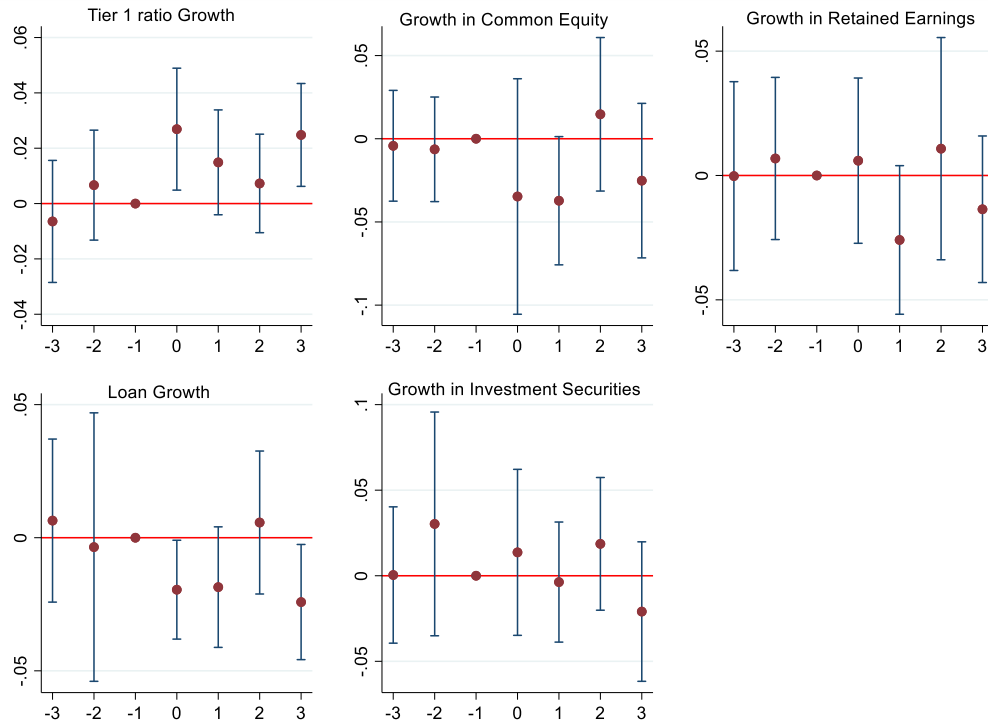 Tier 1 ratio Growth
.06
.04
.02
0
-.02
-.04
-3 -2 -1 0 1 2 3
Growth in Common Equity
.05
0
-.05
-.1
-3 -2 -1 0 1 2 3
Growth in Retained Earnings
.05
0
-.05
-3 -2 -1 0 1 2 3
Loan Growth
.05
0
-.05
-3 -2 -1 0 1 2 3
Growth in Investment Securities
.1
.05
0
-.05
-3 -2 -1 0 1 2 3